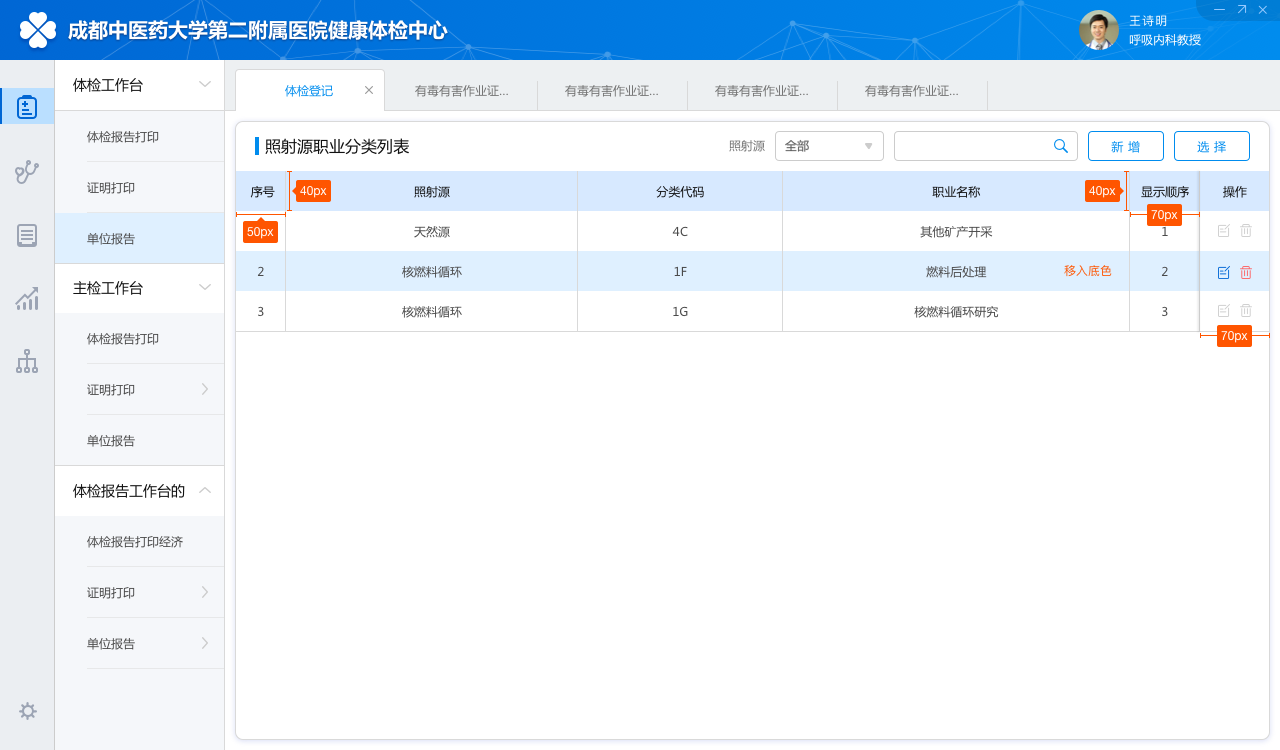 成都中医药大学第二附属医院健康体检中心
王诗明
呼吸内科教授
体检工作台
体检报告打印
证明打印
单位报告
主检工作台
体检报告打印
证明打印
单位报告
体检报告工作台的
体检报告打印经济
证明打印
单位报告
体检登记
有毒有害作业证...
有毒有害作业证...
有毒有害作业证...
有毒有害作业证...
照射源职业分类列表
照射源
全部
新 增
选 择
序号
40px
照射源
分类代码
职业名称
40px
显示顺序
操作
50px
70px
天然源
4C
其他矿产开采
1
2
核燃料循环
1F
燃料后处理
移入底色
2
3
核燃料循环
1G
核燃料循环研究
3
70px